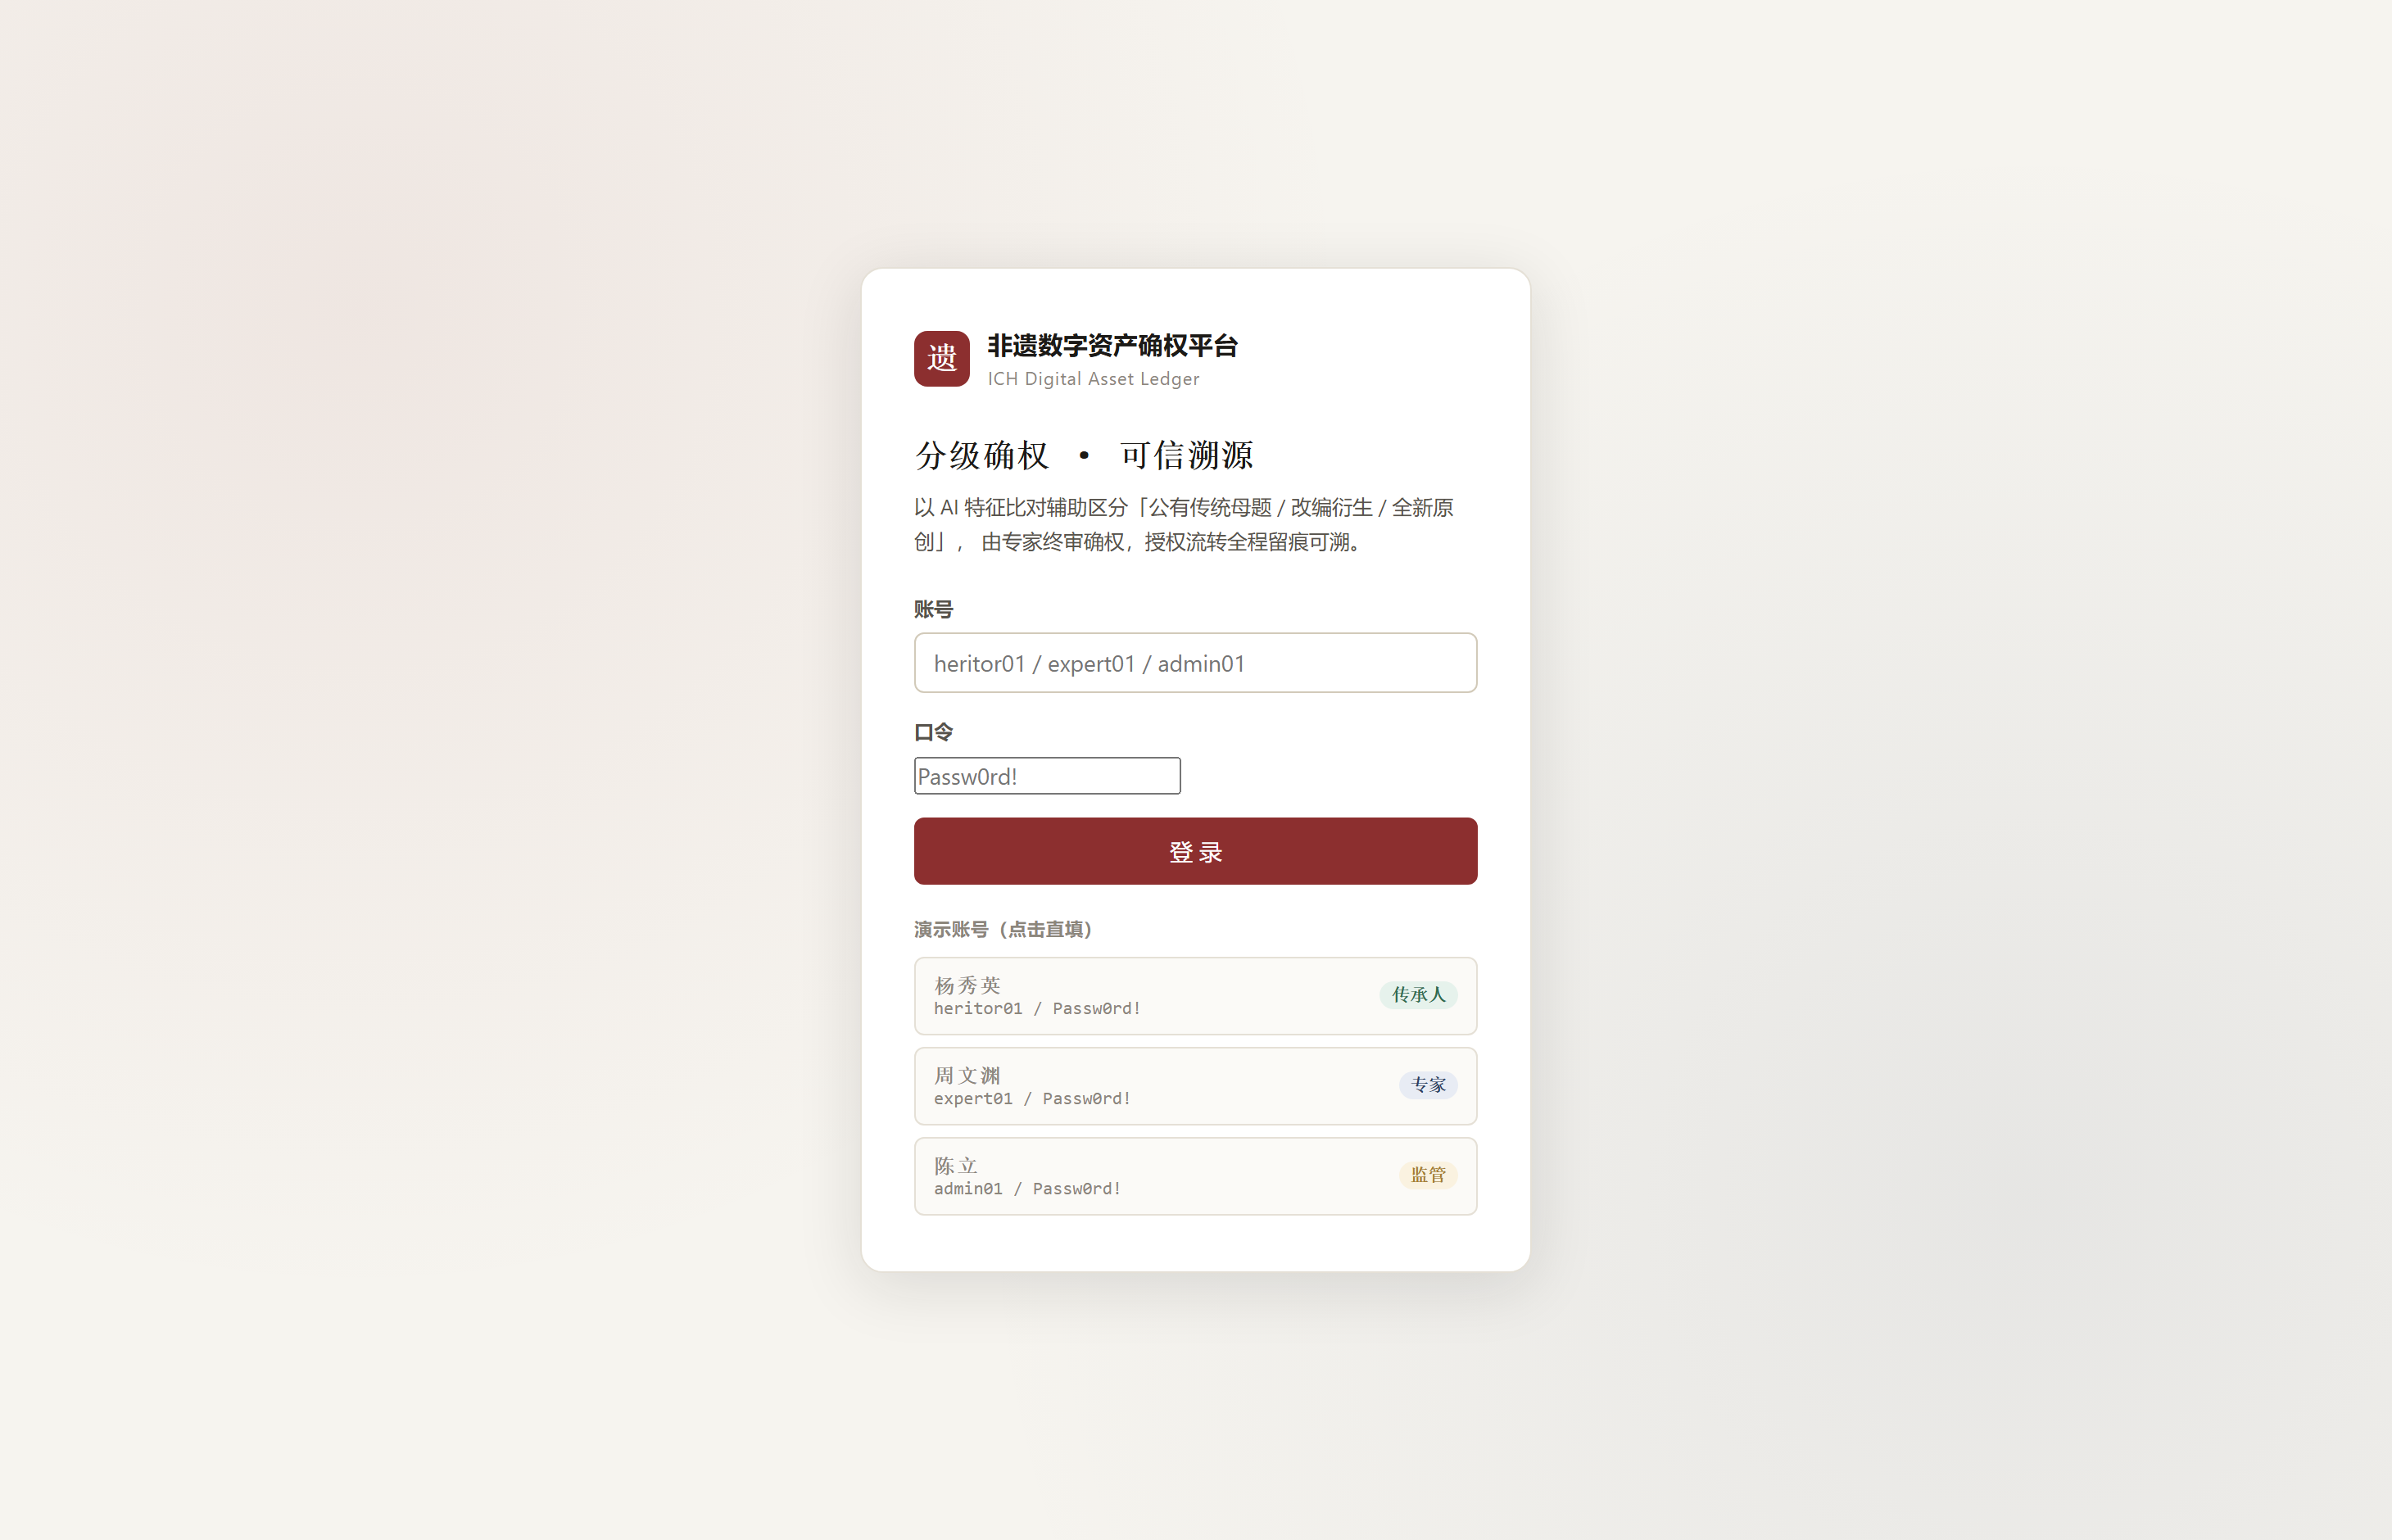 遗
非遗数字资产确权平台
ICH Digital Asset Ledger
分级确权 · 可信溯源
以 AI 特征比对辅助区分「公有传统母题 / 改编衍生 / 全新原
创」， 由专家终审确权，授权流转全程留痕可溯。
账号
heritor01 / expert01 / admin01
口令
Passw0rd!
登录
演示账号（点击直填）
杨秀英
heritor01 / Passw0rd!
传承人
周文渊
expert01 / Passw0rd!
专家
陈立
admin01 / Passw0rd!
监管